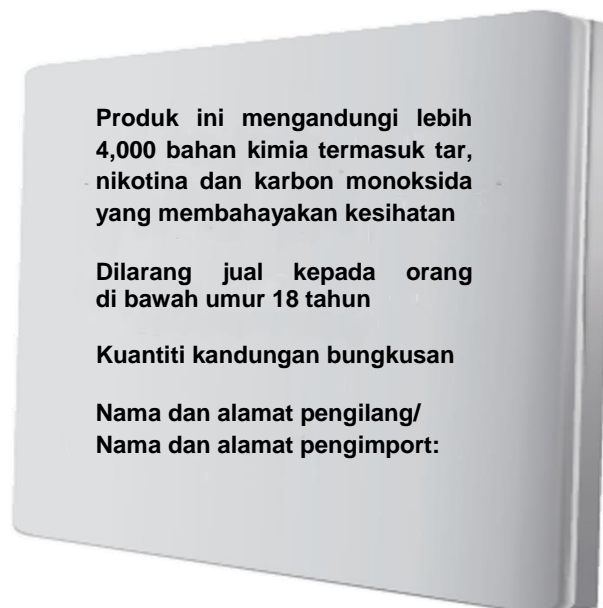 Produk ini mengandungi lebih
4,000 bahan kimia termasuk tar,
nikotina dan karbon monoksida
yang membahayakan kesihatan
Dilarang jual kepada orang
di bawah umur 18 tahun
Kuantiti kandungan bungkusan
Nama dan alamat pengilang/
Nama dan alamat pengimport: